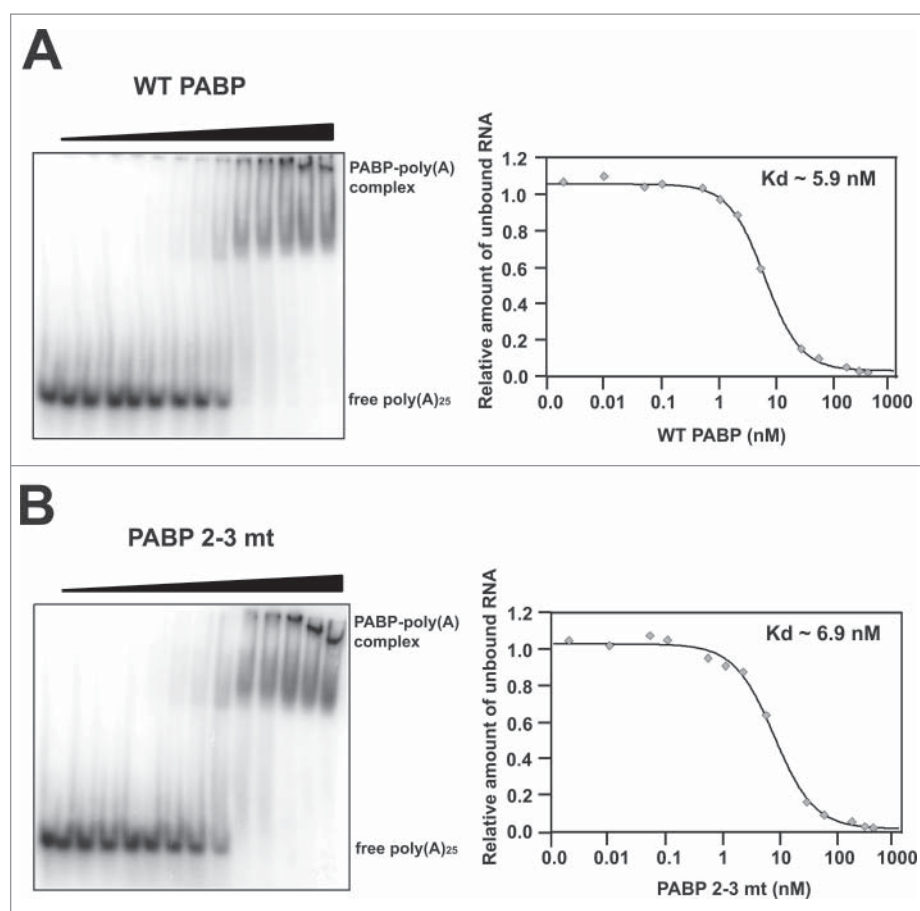 A
WT PABP
PABP-poly(A)
complex
free poly(A)25
Relative amount of unbound RNA
1.2
1.0
0.8
0.6
0.4
0.2
0.0
Kd ~ 5.9 nM
0.0 0.01 0.1 1 10 100 1000
WT PABP (nM)
B
PABP 2-3 mt
PABP-poly(A)
complex
free poly(A)25
Relative amount of unbound RNA
1.2
1.0
0.8
0.6
0.4
0.2
0.0
Kd ~ 6.9 nM
0.0 0.01 0.1 1 10 100 1000
PABP 2-3 mt (nM)